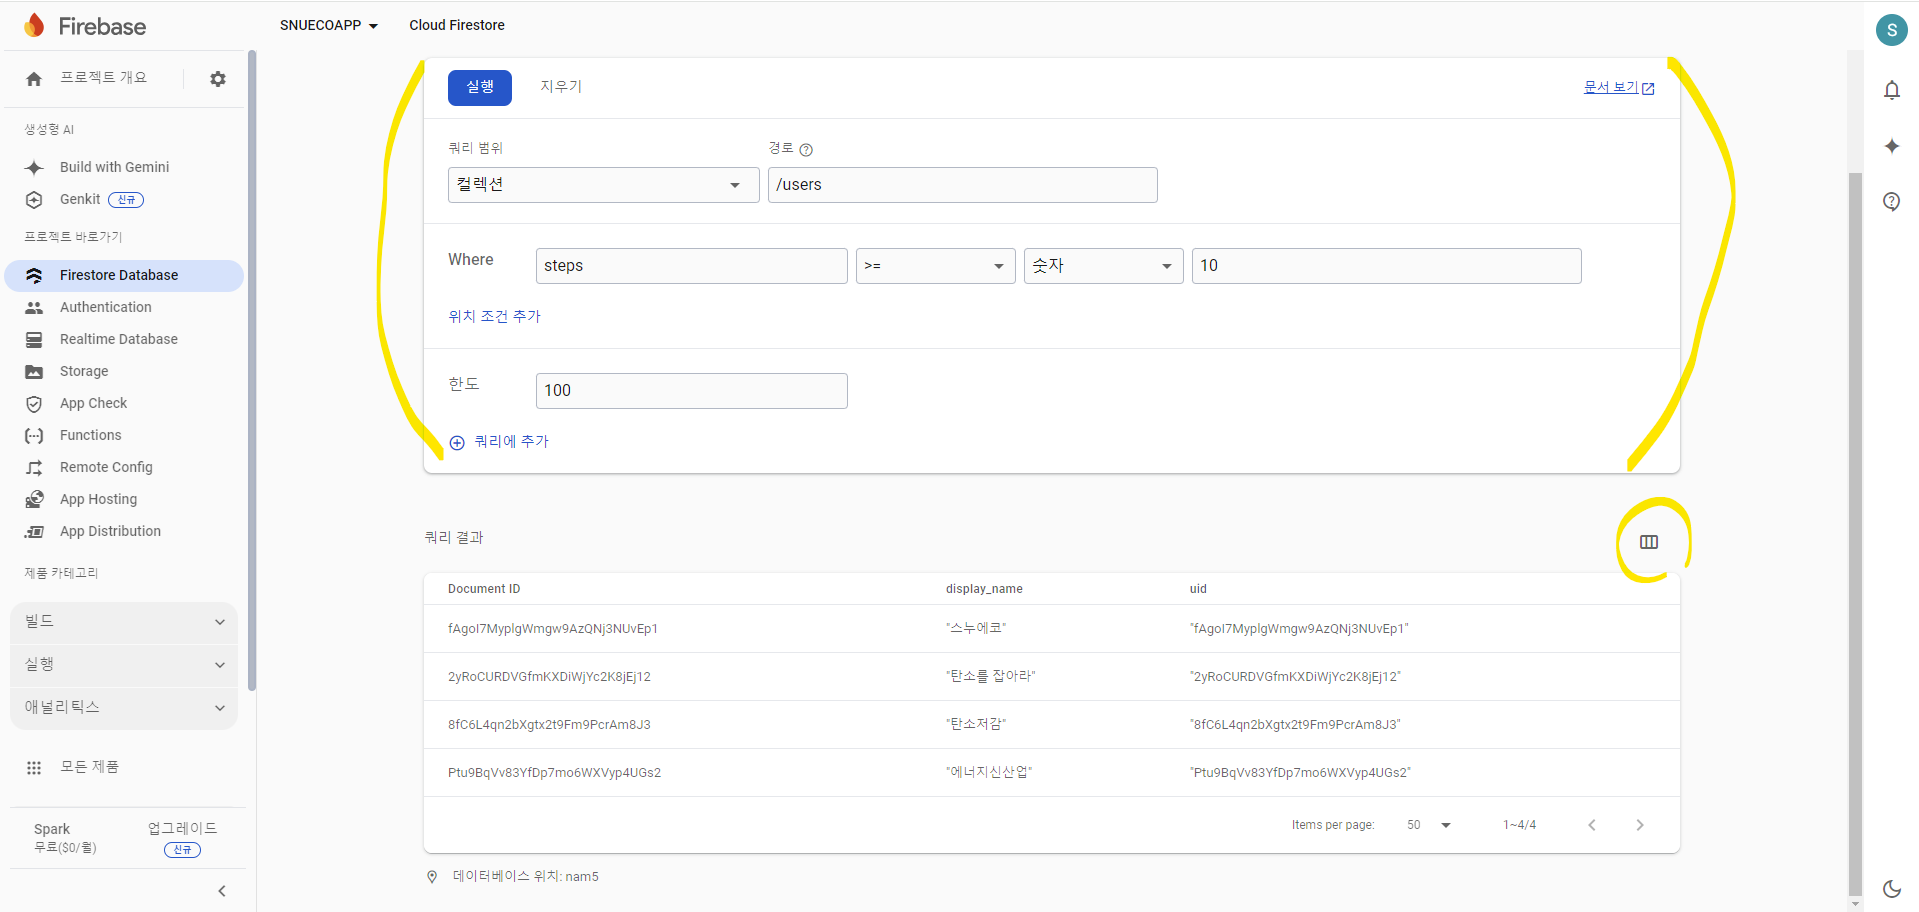 Firebase
SNUECOAPP
Cloud Firestore
S
프로젝트 개요
생성형 AI
Build with Gemini
Genkit 신규
프로젝트 바로가기
Firestore Database
Authentication
Realtime Database
Storage
App Check
Functions
Remote Config
App Hosting
App Distribution
제품 카테고리
빌드
실행
애널리틱스
모든 제품
Spark
무료($0/월)
업그레이드
신규
실행 지우기 문서 보기
쿼리 범위 경로
컬렉션 /users
Where steps >= 숫자 10
위치 조건 추가
한도 100
쿼리에 추가
쿼리 결과
Document ID display_name uid
fAgoI7MyplgWmgw9AzQNj3NUvEp1 "스누에코" "fAgoI7MyplgWmgw9AzQNj3NUvEp1"
2yRoCURDVGfmKXDiWjYc2K8jEj12 "탄소를 잡아라" "2yRoCURDVGfmKXDiWjYc2K8jEj12"
8fC6L4qn2bXgtx2t9Fm9PcrAm8J3 "탄소저감" "8fC6L4qn2bXgtx2t9Fm9PcrAm8J3"
Ptu9BqVv83YfDp7mo6WXVyp4UGs2 "에너지신산업" "Ptu9BqVv83YfDp7mo6WXVyp4UGs2"
Items per page: 50 1~4/4
데이터베이스 위치: nam5